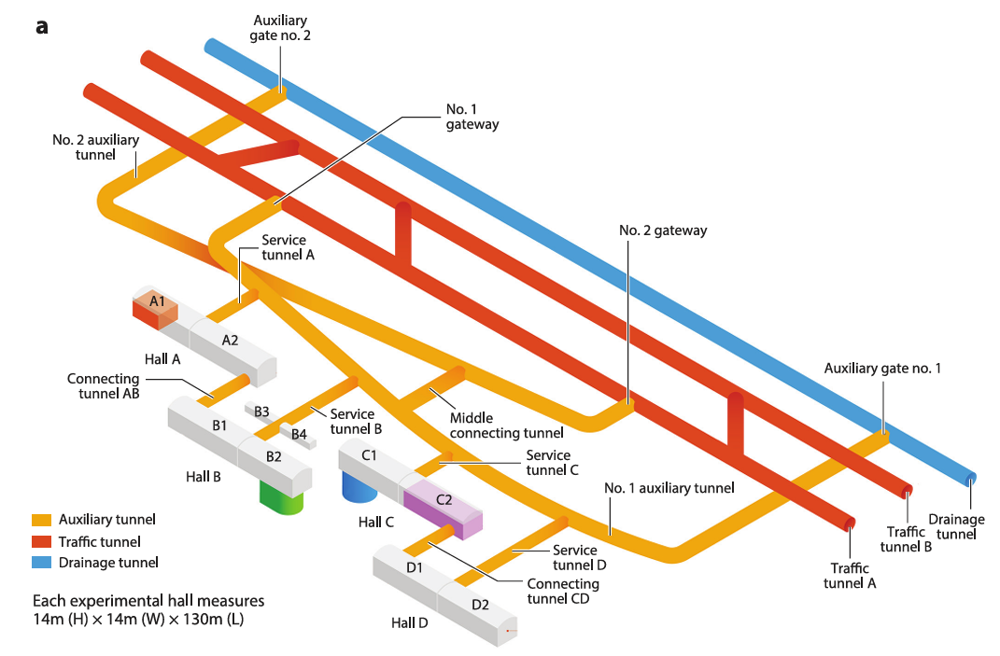 a
Auxiliary
gate no. 2
No. 1
gateway
No. 2 auxiliary
tunnel
No. 2 gateway
Service
tunnel A
A1
A2
Hall A
Auxiliary gate no. 1
Connecting
tunnel AB
B3
B4
Service
tunnel B
Middle
connecting tunnel
B1
B2
Hall B
C1
C2
Hall C
Service
tunnel C
No. 1 auxiliary tunnel
Auxiliary tunnel
Traffic tunnel
Drainage tunnel
Drainage
tunnel
Traffic
tunnel B
Traffic
tunnel A
Service
tunnel D
Connecting
tunnel CD
D1
D2
Hall D
Each experimental hall measures
14m (H) × 14m (W) × 130m (L)